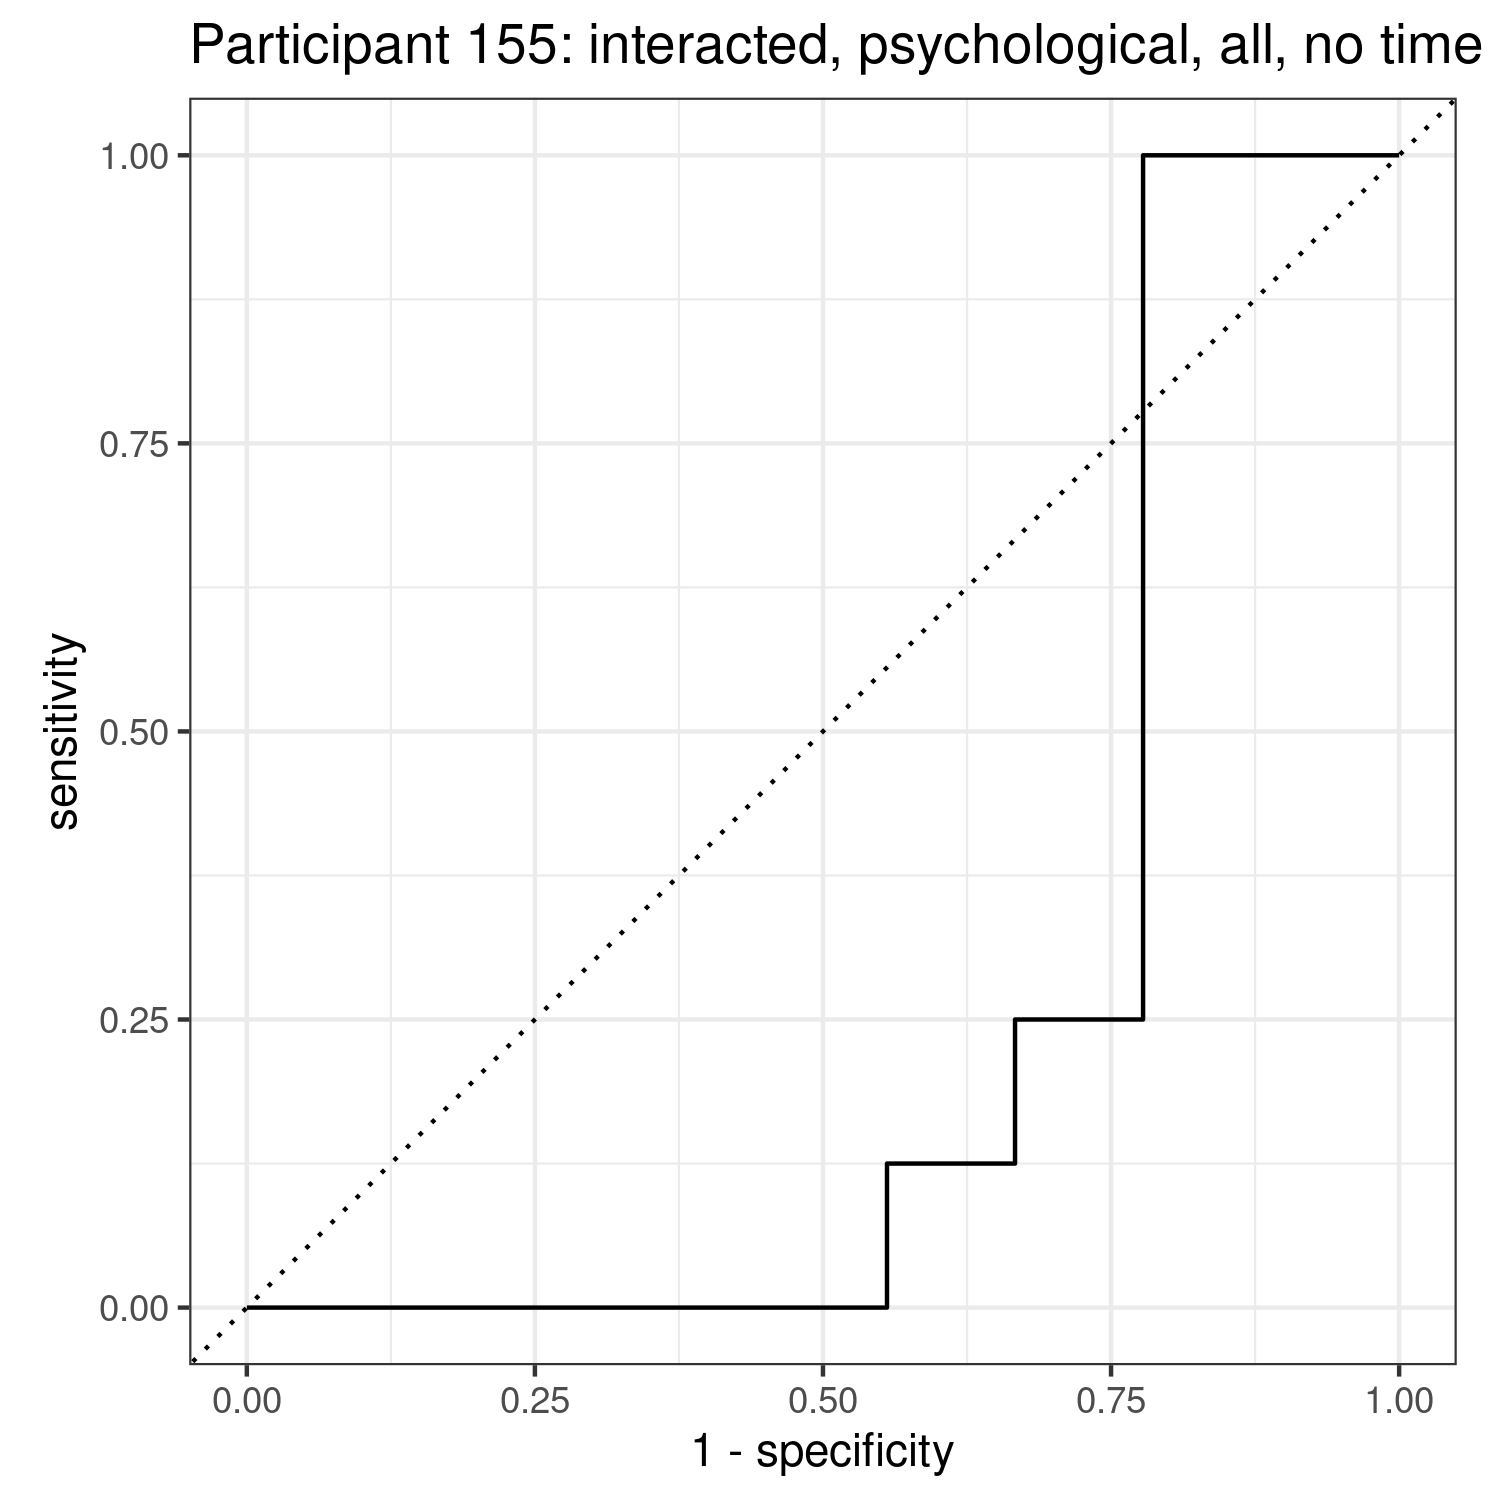 Participant 155: interacted, psychological, all, no time
1.00
0.75
0.50
0.25
0.00
sensitivity
0.00 0.25 0.50 0.75 1.00
1 - specificity